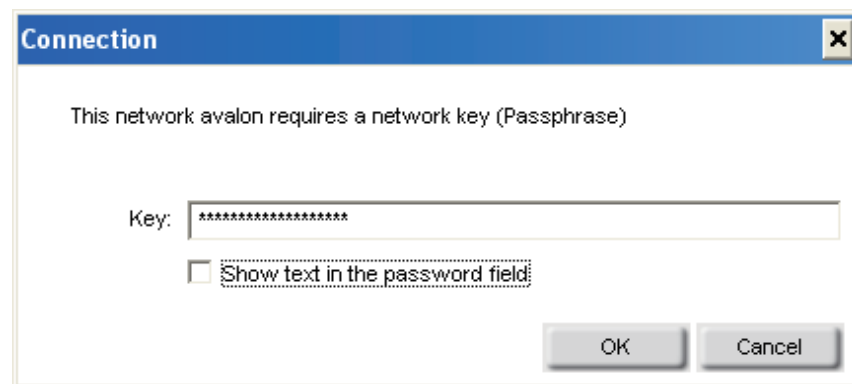 Connection
This network avalon requires a network key (Passphrase)
Key: *******************
Show text in the password field
OK Cancel